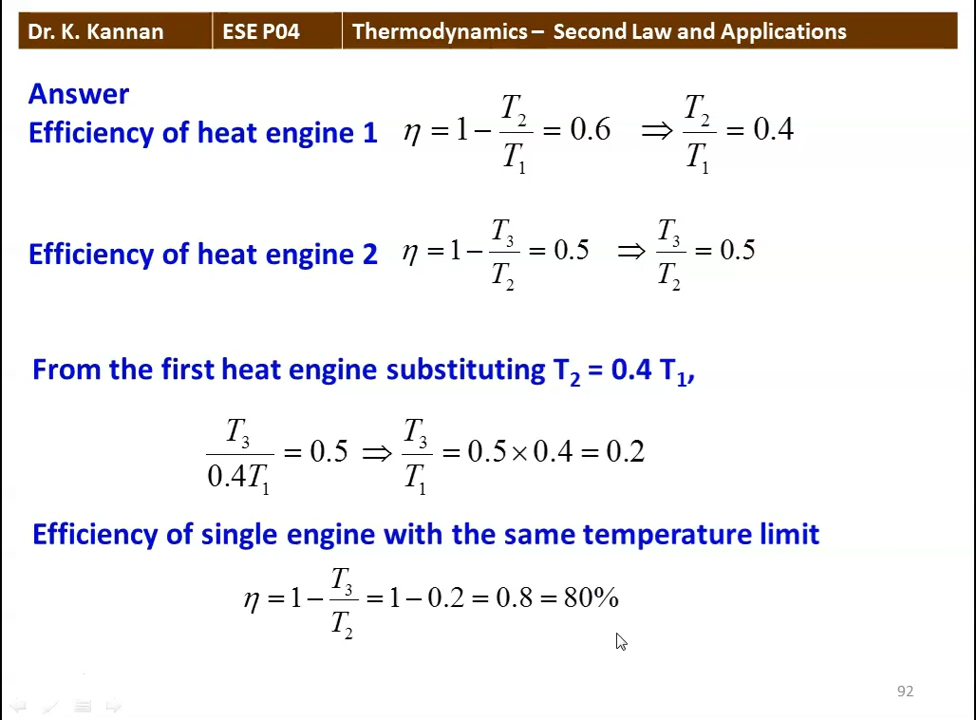 Dr. K. Kannan ESE P04 Thermodynamics – Second Law and Applications
Answer
Efficiency of heat engine 1 η = 1 − T₂/T₁ = 0.6 ⇒ T₂/T₁ = 0.4
Efficiency of heat engine 2 η = 1 − T₃/T₂ = 0.5 ⇒ T₃/T₂ = 0.5
From the first heat engine substituting T₂ = 0.4 T₁,
T₃/0.4T₁ = 0.5 ⇒ T₃/T₁ = 0.5 × 0.4 = 0.2
Efficiency of single engine with the same temperature limit
η = 1 − T₃/T₂ = 1 − 0.2 = 0.8 = 80%
92